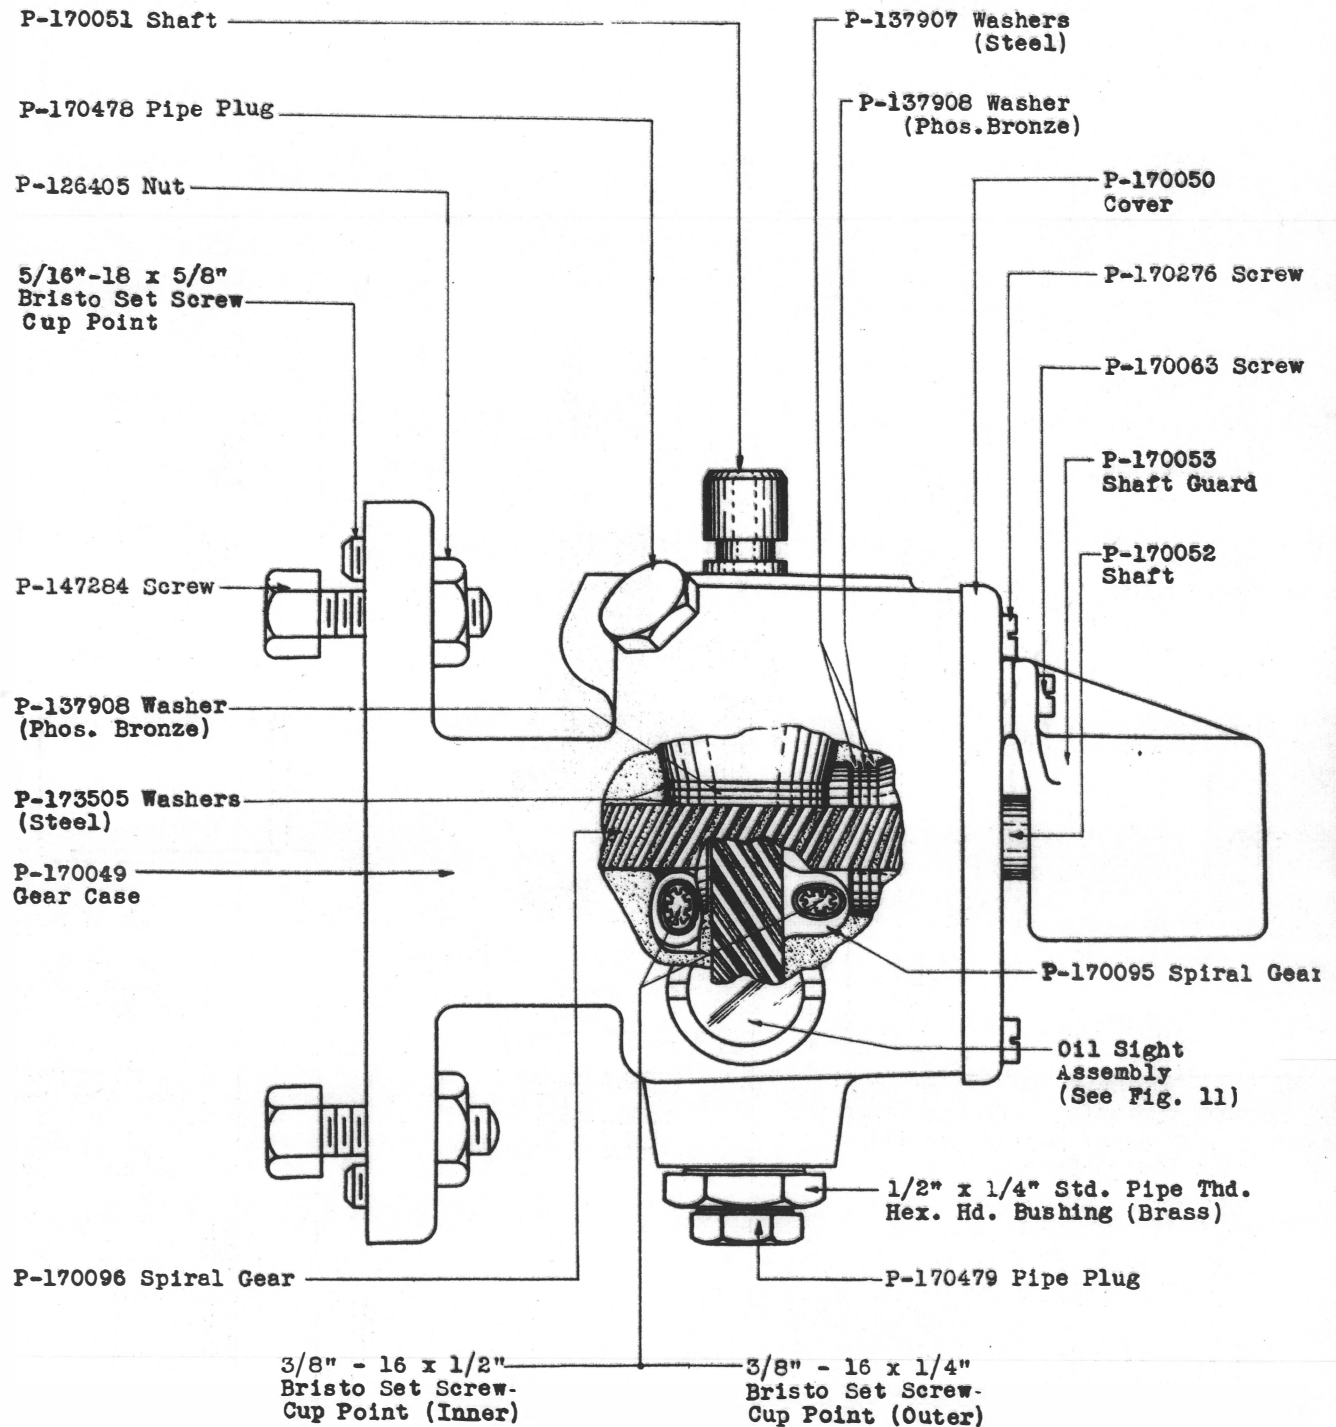 P-170051 Shaft
P-137907 Washers
(Steel)
P-170478 Pipe Plug
P-137908 Washer
(Phos.Bronze)
P-126405 Nut
P-170050
Cover
5/16"-18 x 5/8"
Bristo Set Screw
Cup Point
P-170276 Screw
P-170063 Screw
P-170053
Shaft Guard
P-147284 Screw
P-170052
Shaft
P-137908 Washer
(Phos. Bronze)
P-173505 Washers
(Steel)
P-170049
Gear Case
P-170095 Spiral Gear
Oil Sight
Assembly
(See Fig. 11)
1/2" x 1/4" Std. Pipe Thd.
Hex. Hd. Bushing (Brass)
P-170096 Spiral Gear
P-170479 Pipe Plug
3/8" - 16 x 1/2"
Bristo Set Screw-
Cup Point (Inner)
3/8" - 16 x 1/4"
Bristo Set Screw-
Cup Point (Outer)